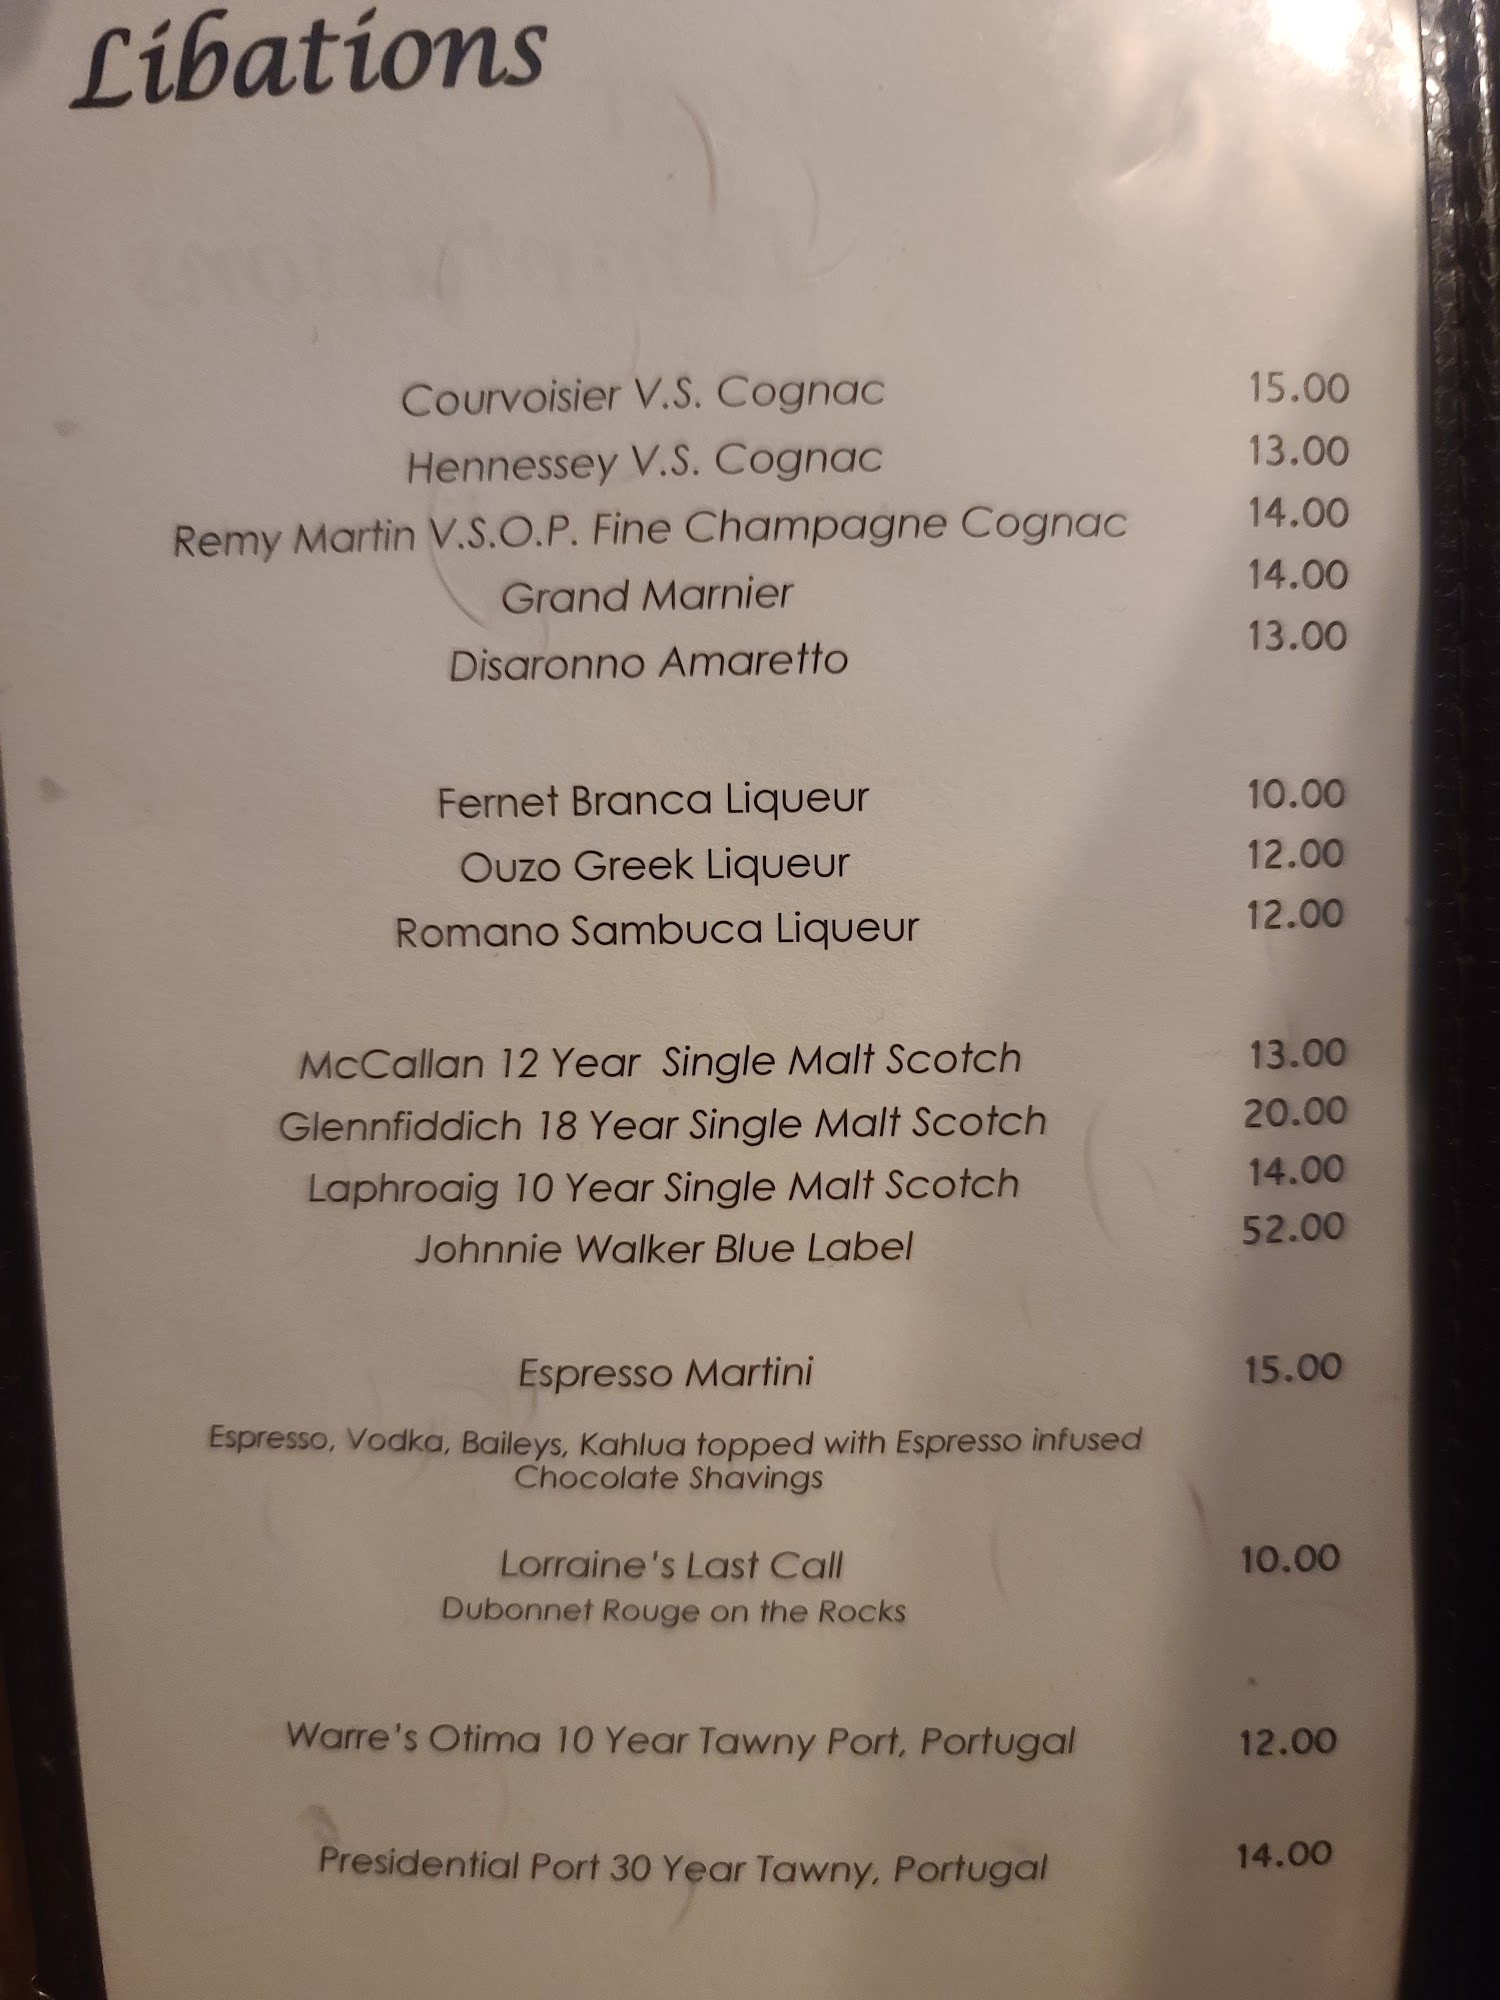 Libations
Courvoisier V.S. Cognac 15.00
Hennessey V.S. Cognac 13.00
Remy Martin V.S.O.P. Fine Champagne Cognac 14.00
Grand Marnier 14.00
Disaronno Amaretto 13.00
Fernet Branca Liqueur 10.00
Ouzo Greek Liqueur 12.00
Romano Sambuca Liqueur 12.00
McCallan 12 Year Single Malt Scotch 13.00
Glennfiddich 18 Year Single Malt Scotch 20.00
Laphroaig 10 Year Single Malt Scotch 14.00
Johnnie Walker Blue Label 52.00
Espresso Martini 15.00
Espresso, Vodka, Baileys, Kahlua topped with Espresso infused
Chocolate Shavings
Lorraine's Last Call 10.00
Dubonnet Rouge on the Rocks
Warre's Otima 10 Year Tawny Port, Portugal 12.00
Presidential Port 30 Year Tawny, Portugal 14.00